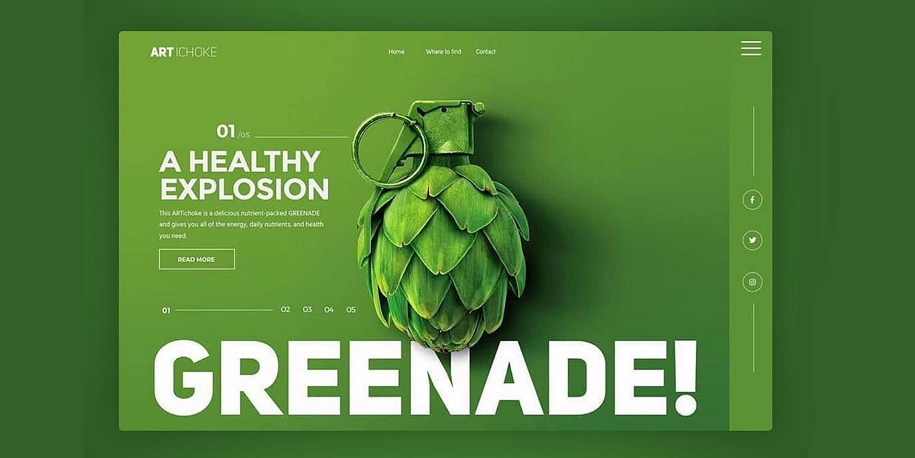 ARTICHOKE
Home Where to find Contact
01 /05
A HEALTHY
EXPLOSION
This ARTichoke is a delicious nutrient-packed GREENADE
and gives you all of the energy, daily nutrients, and health
you need.
READ MORE
01 02 03 04 05
GREENADE!